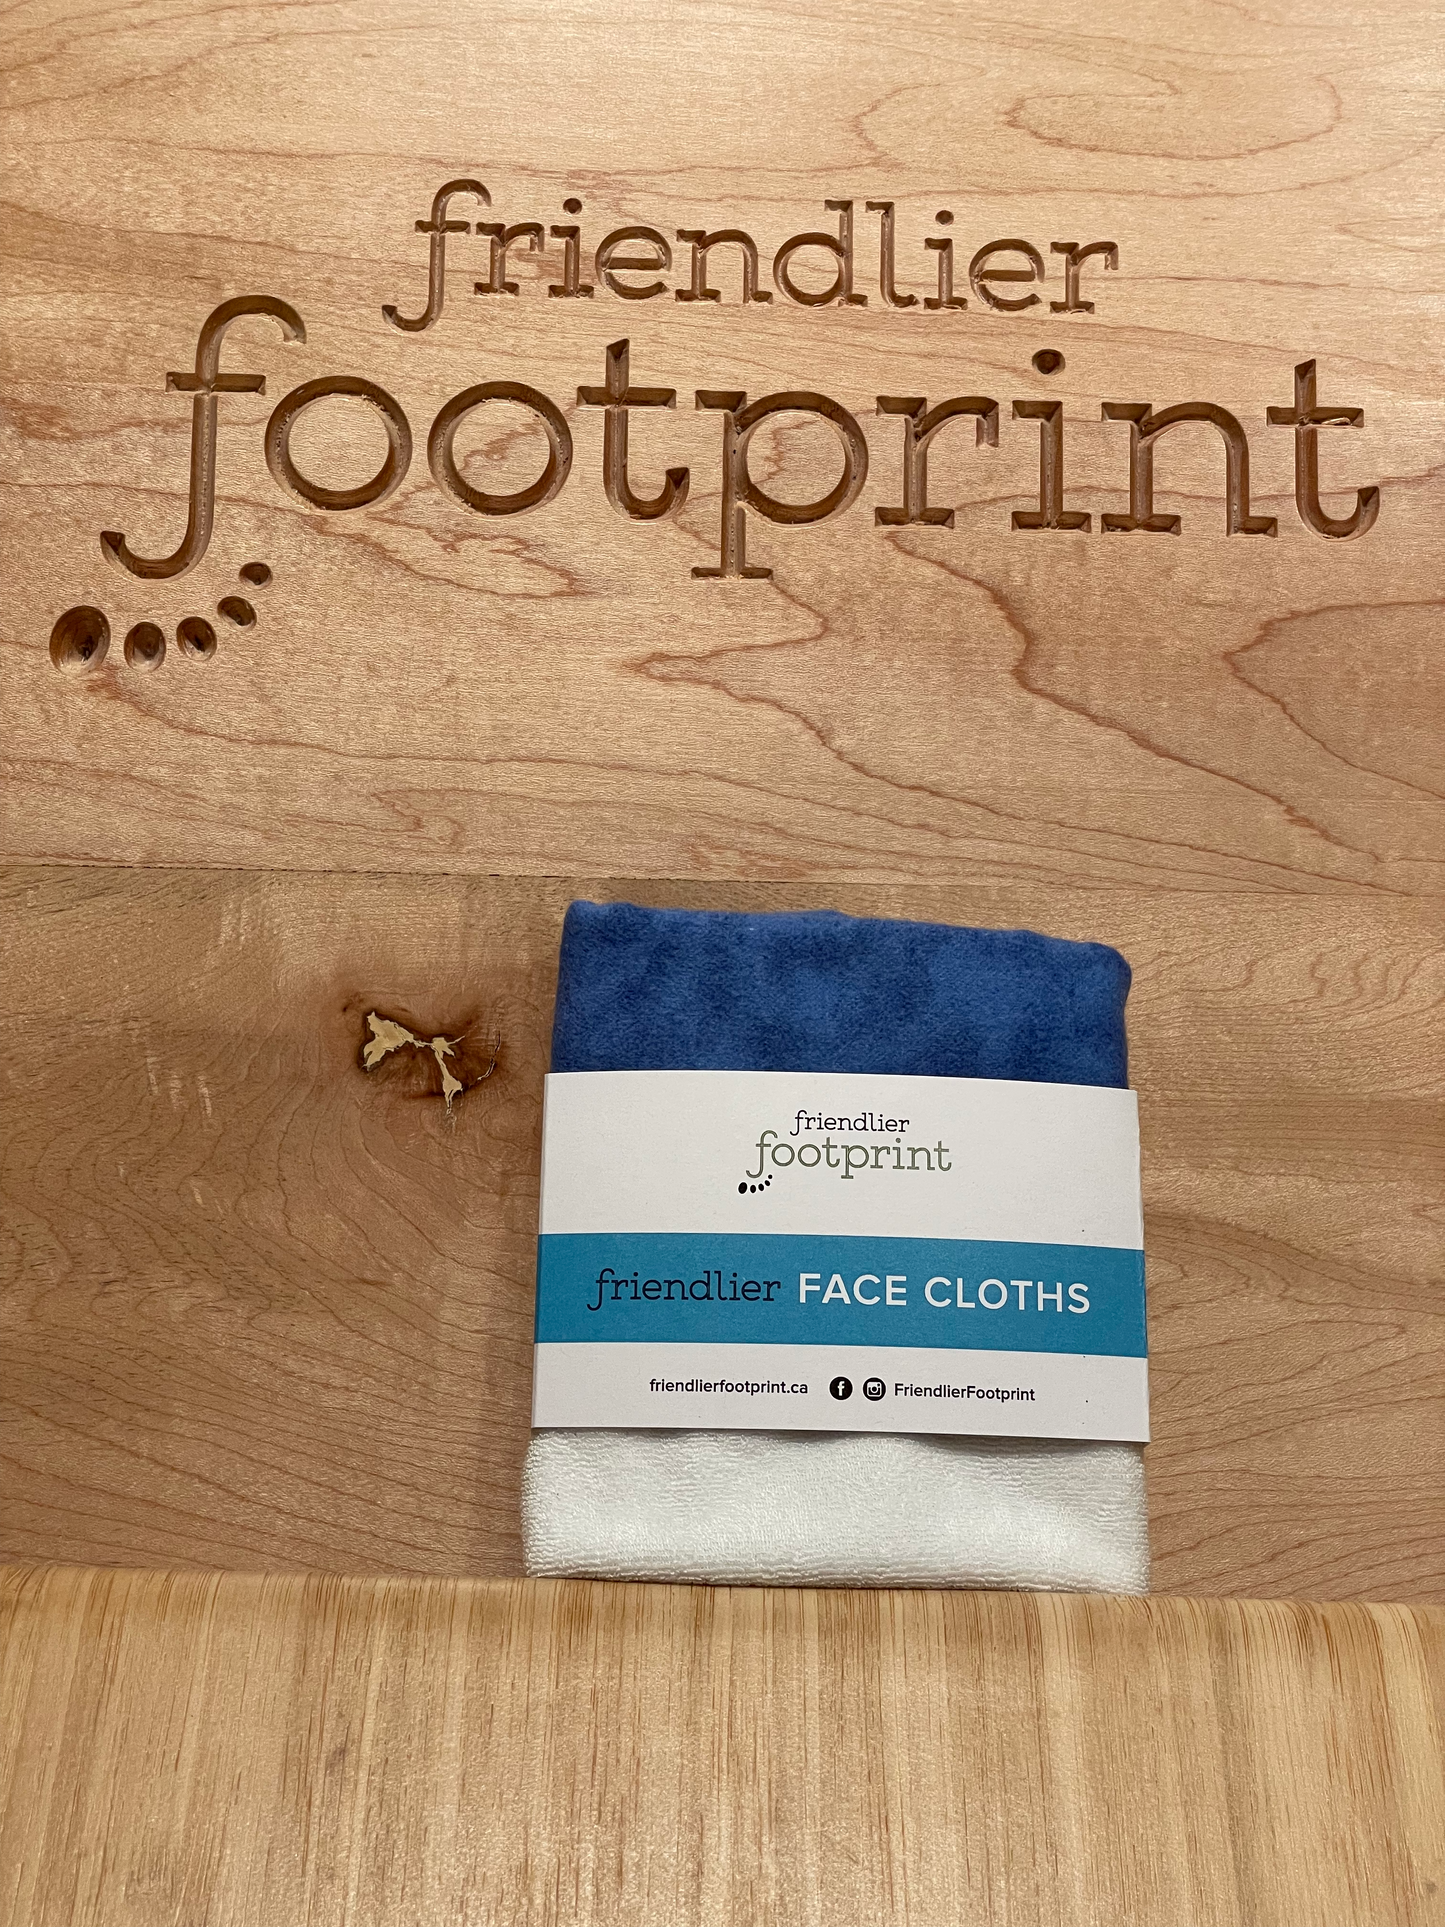 friendlier
footprint
friendlier
footprint
friendlier FACE CLOTHS
friendlierfootprint.ca FriendlierFootprint